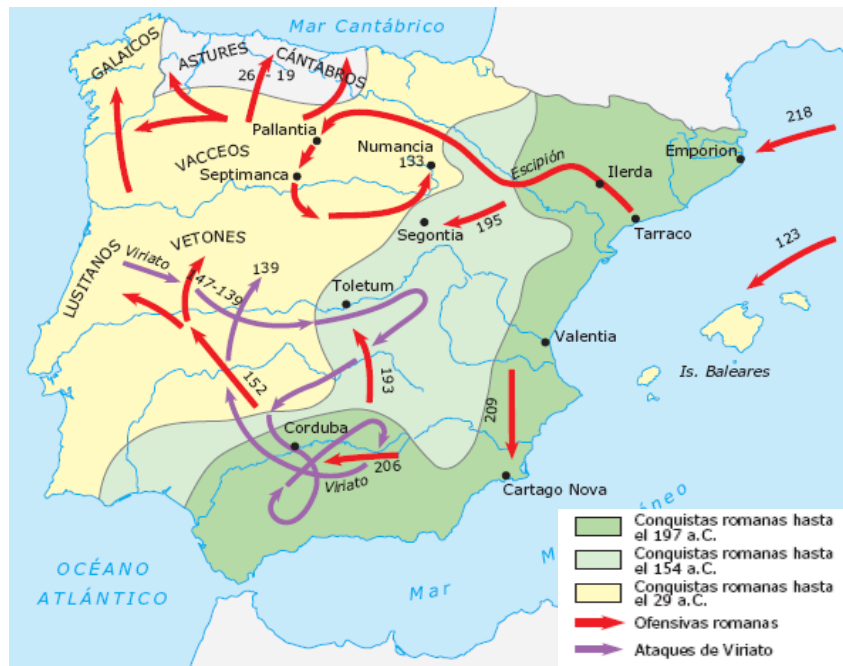 Mar Cantábrico
GALAICOS
ASTURES
CÁNTABROS
26 - 19
218
Pallantia
VACCEOS
Numancia
133
Septimanca
Escipión
Ilerda
Emporion
Tarraco
195
Segontia
123
LUSITANOS
Viriato
VETONES
147-139
139
Toletum
Valentia
Is. Baleares
152
193
209
Corduba
206
Viriato
Cartago Nova
OCÉANO
ATLÁNTICO
Mar
M
áneo
Conquistas romanas hasta
el 197 a.C.
Conquistas romanas hasta
el 154 a.C.
Conquistas romanas hasta
el 29 a.C.
Ofensivas romanas
Ataques de Viriato